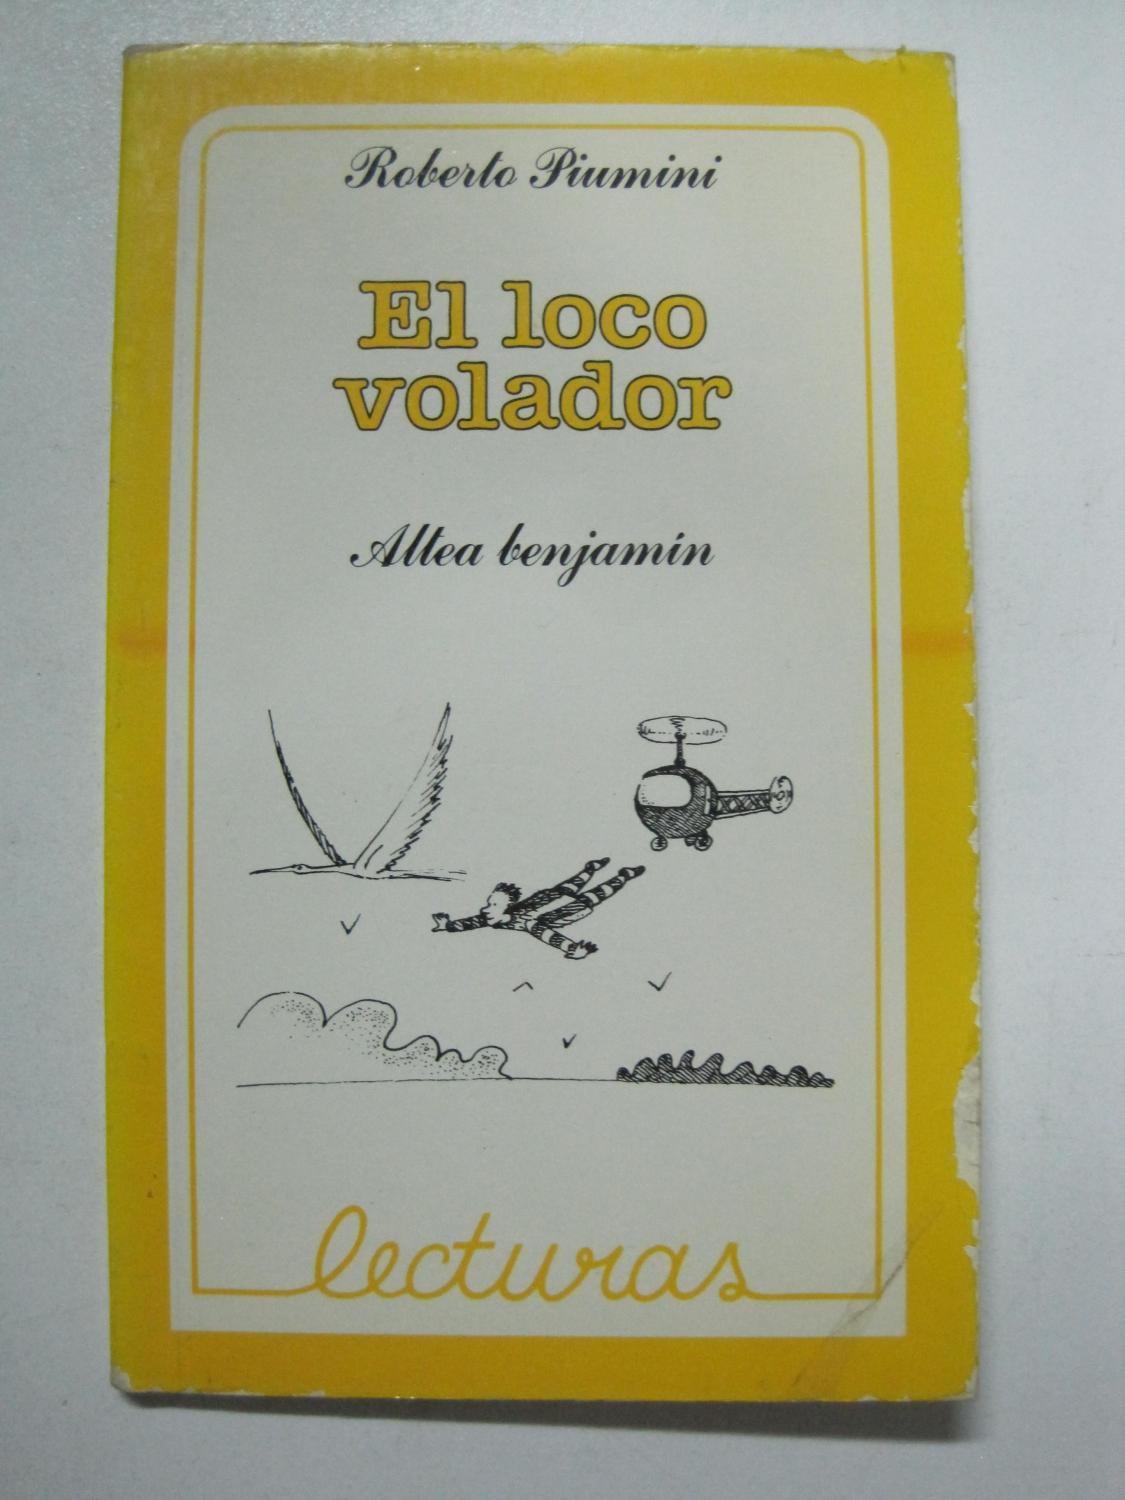 Roberto Piumini
El loco
volador
Altea benjamín
lecturas